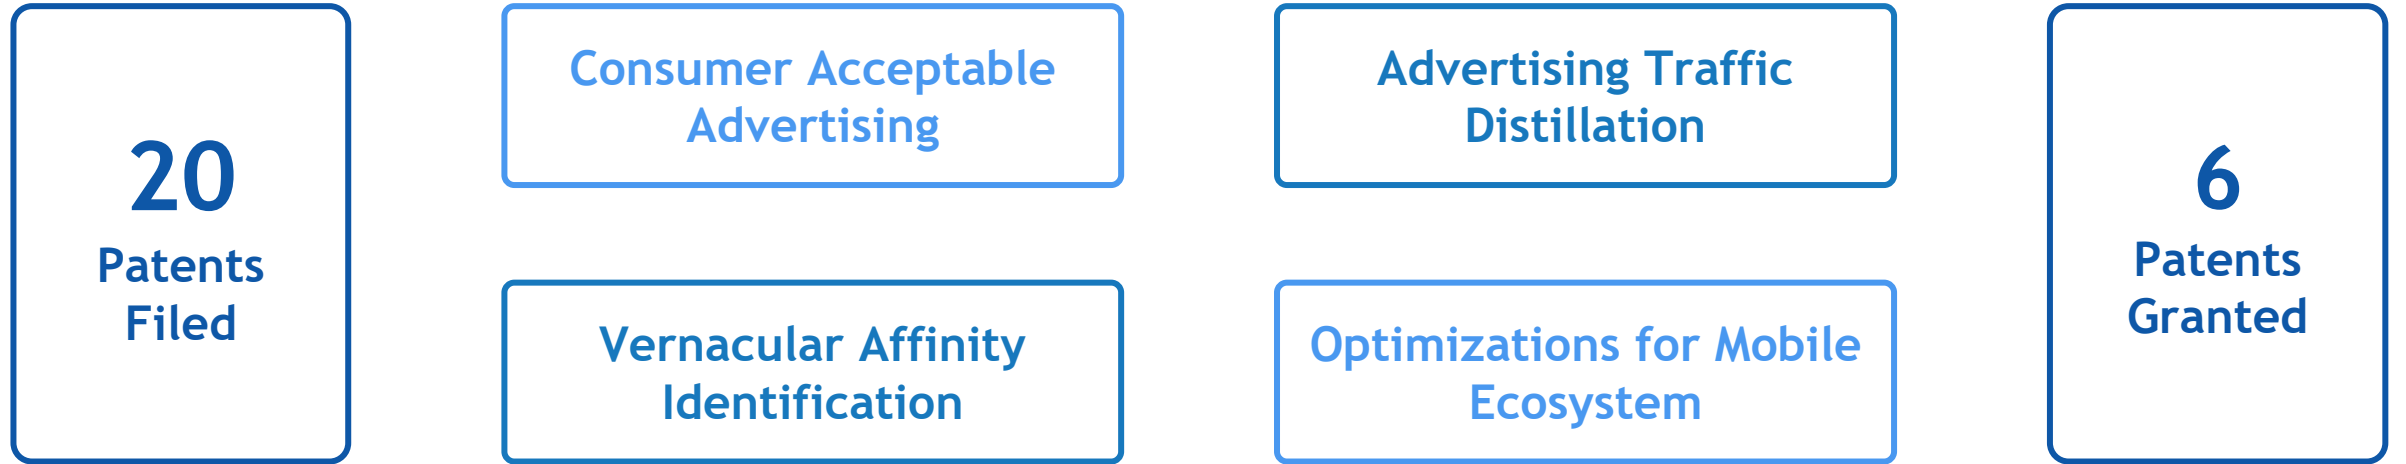 20
Patents
Filed
Consumer Acceptable
Advertising
Advertising Traffic
Distillation
Vernacular Affinity
Identification
Optimizations for Mobile
Ecosystem
6
Patents
Granted